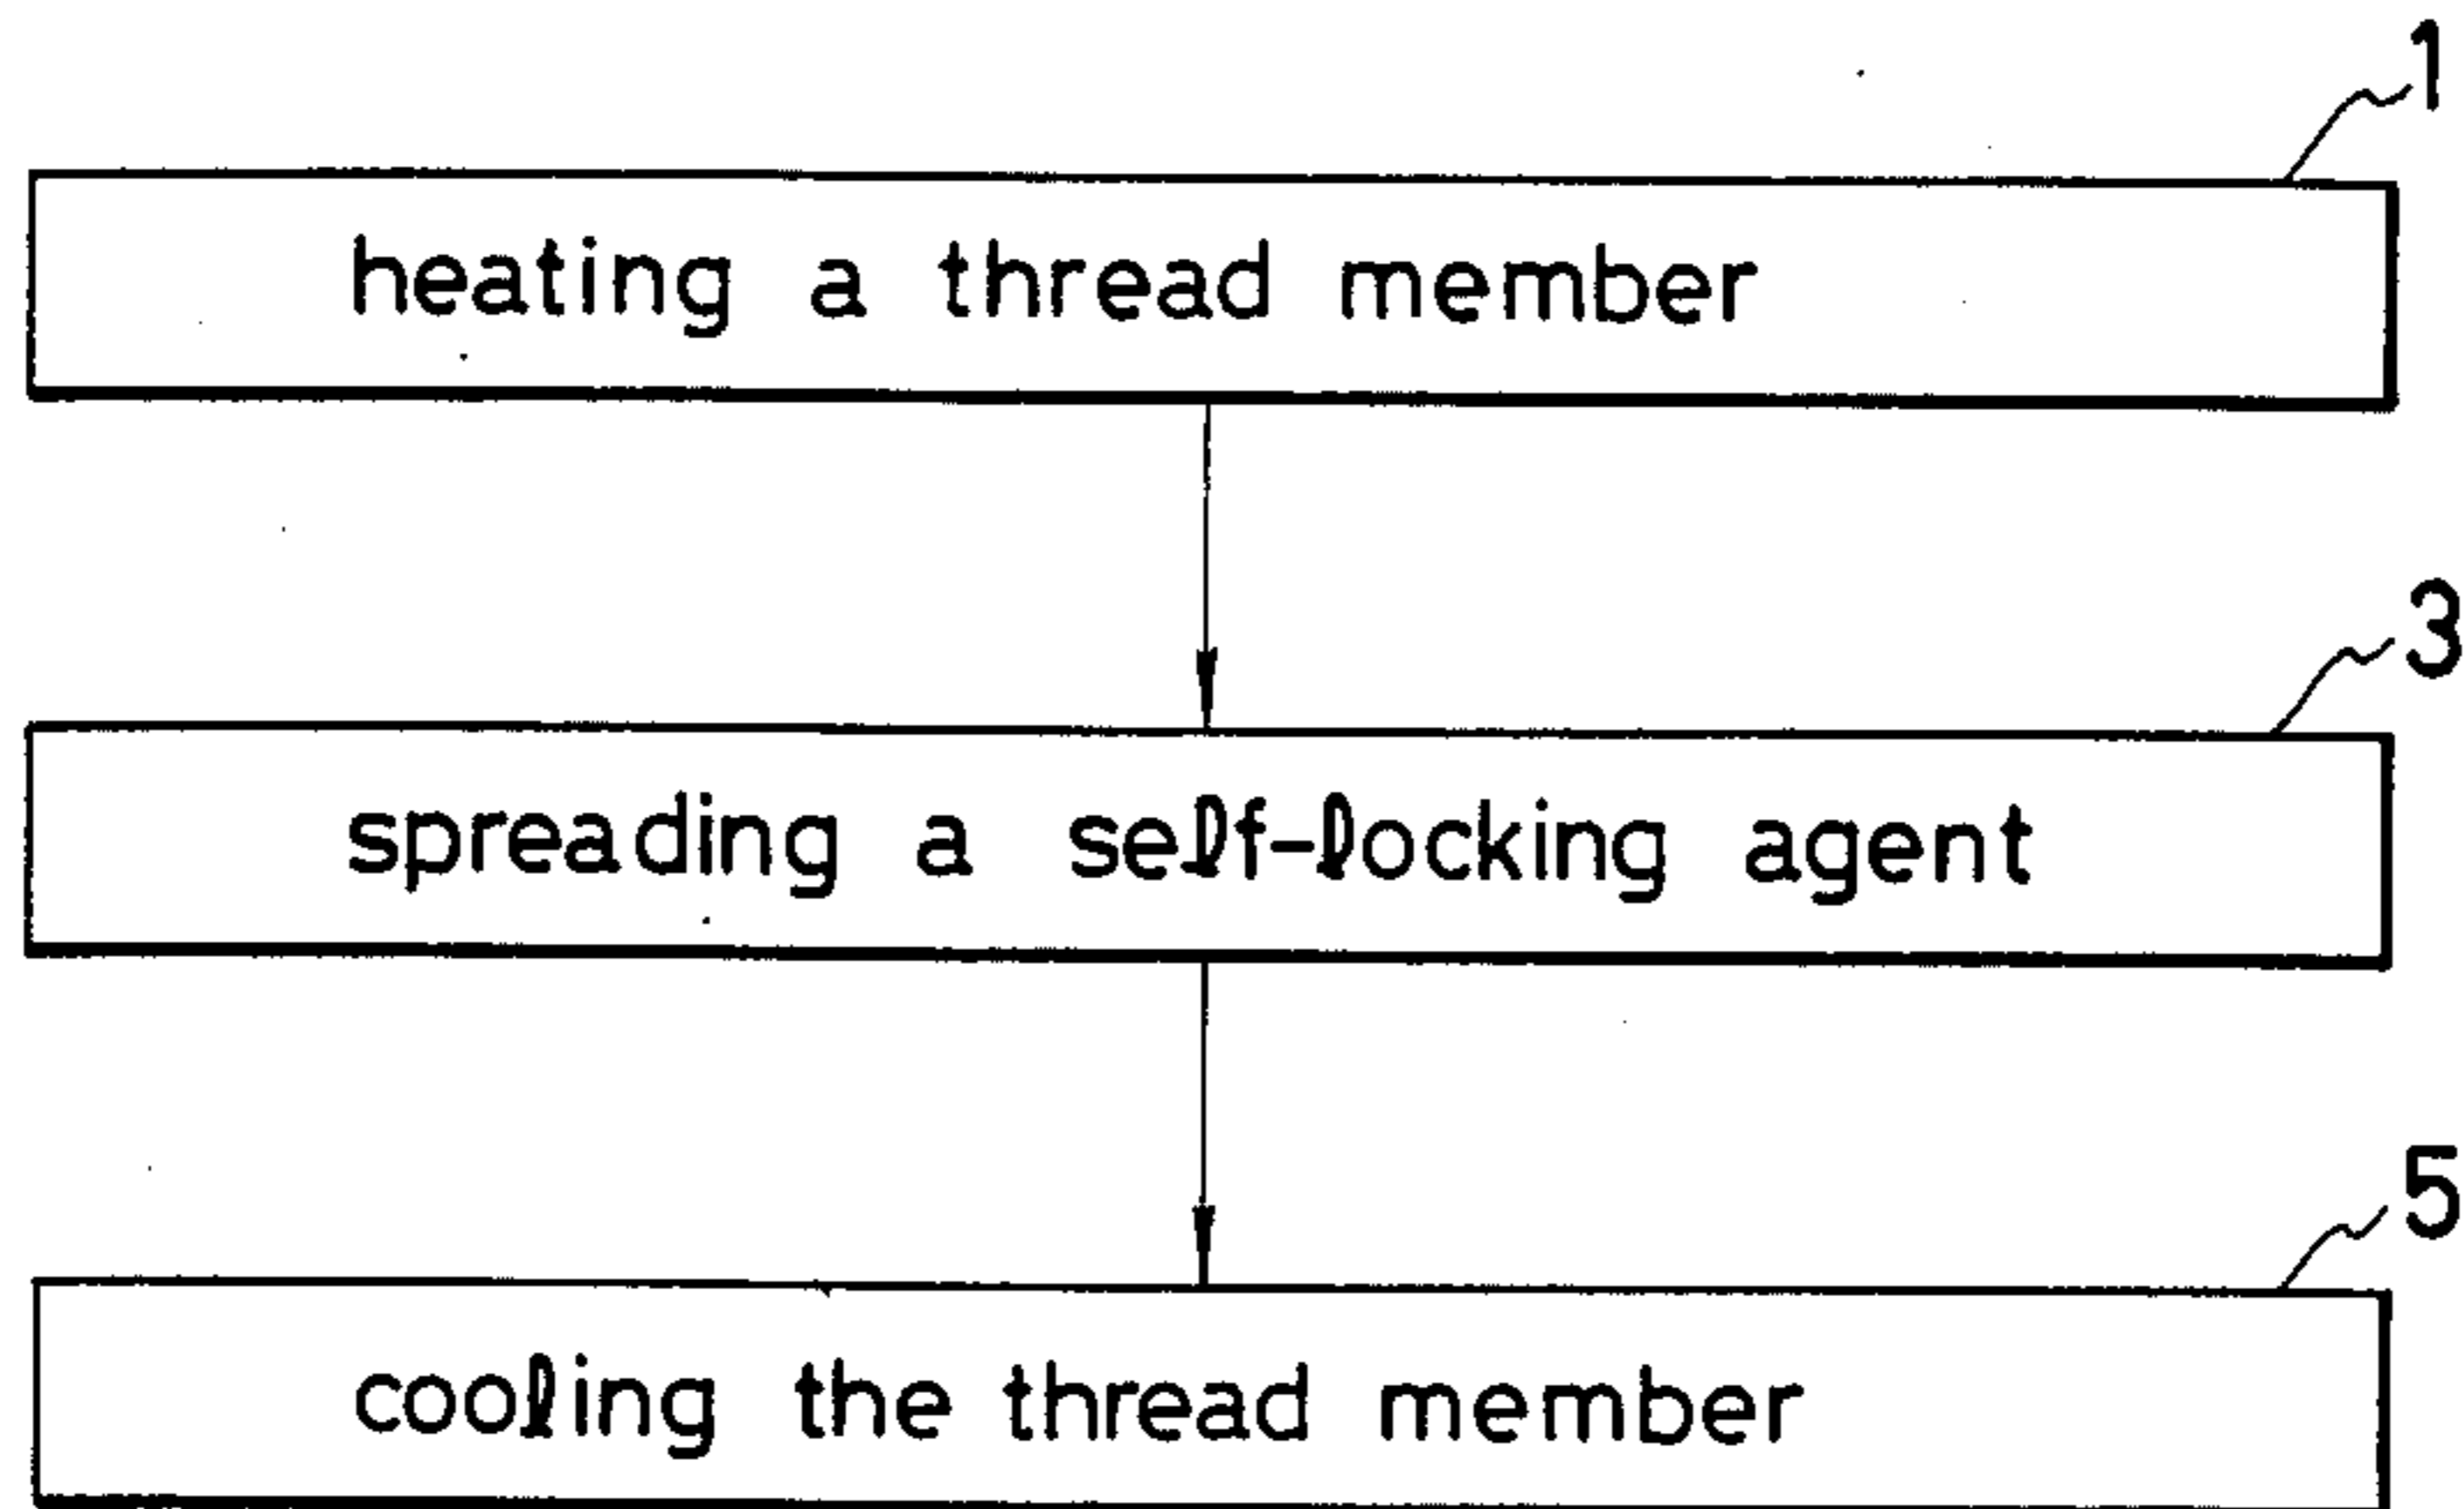 1
heating a thread member
3
spreading a self-locking agent
5
cooling the thread member